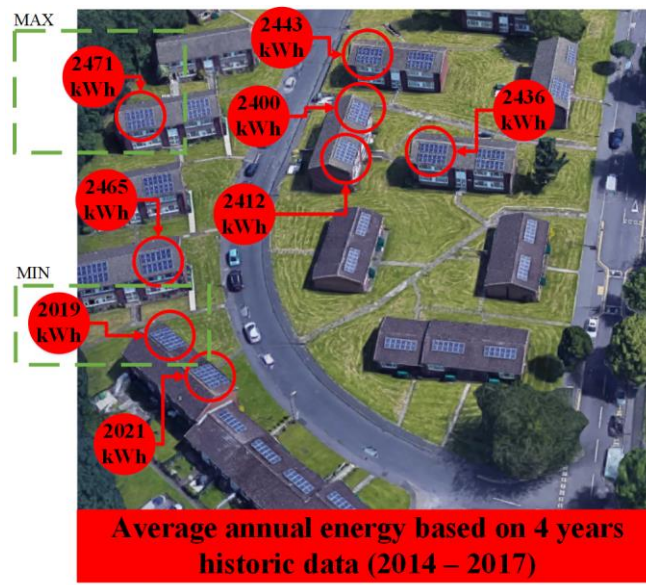 MAX
2471
kWh
2443
kWh
2400
kWh
2436
kWh
2412
kWh
2465
kWh
MIN
2019
kWh
2021
kWh
Average annual energy based on 4 years
historic data (2014 – 2017)